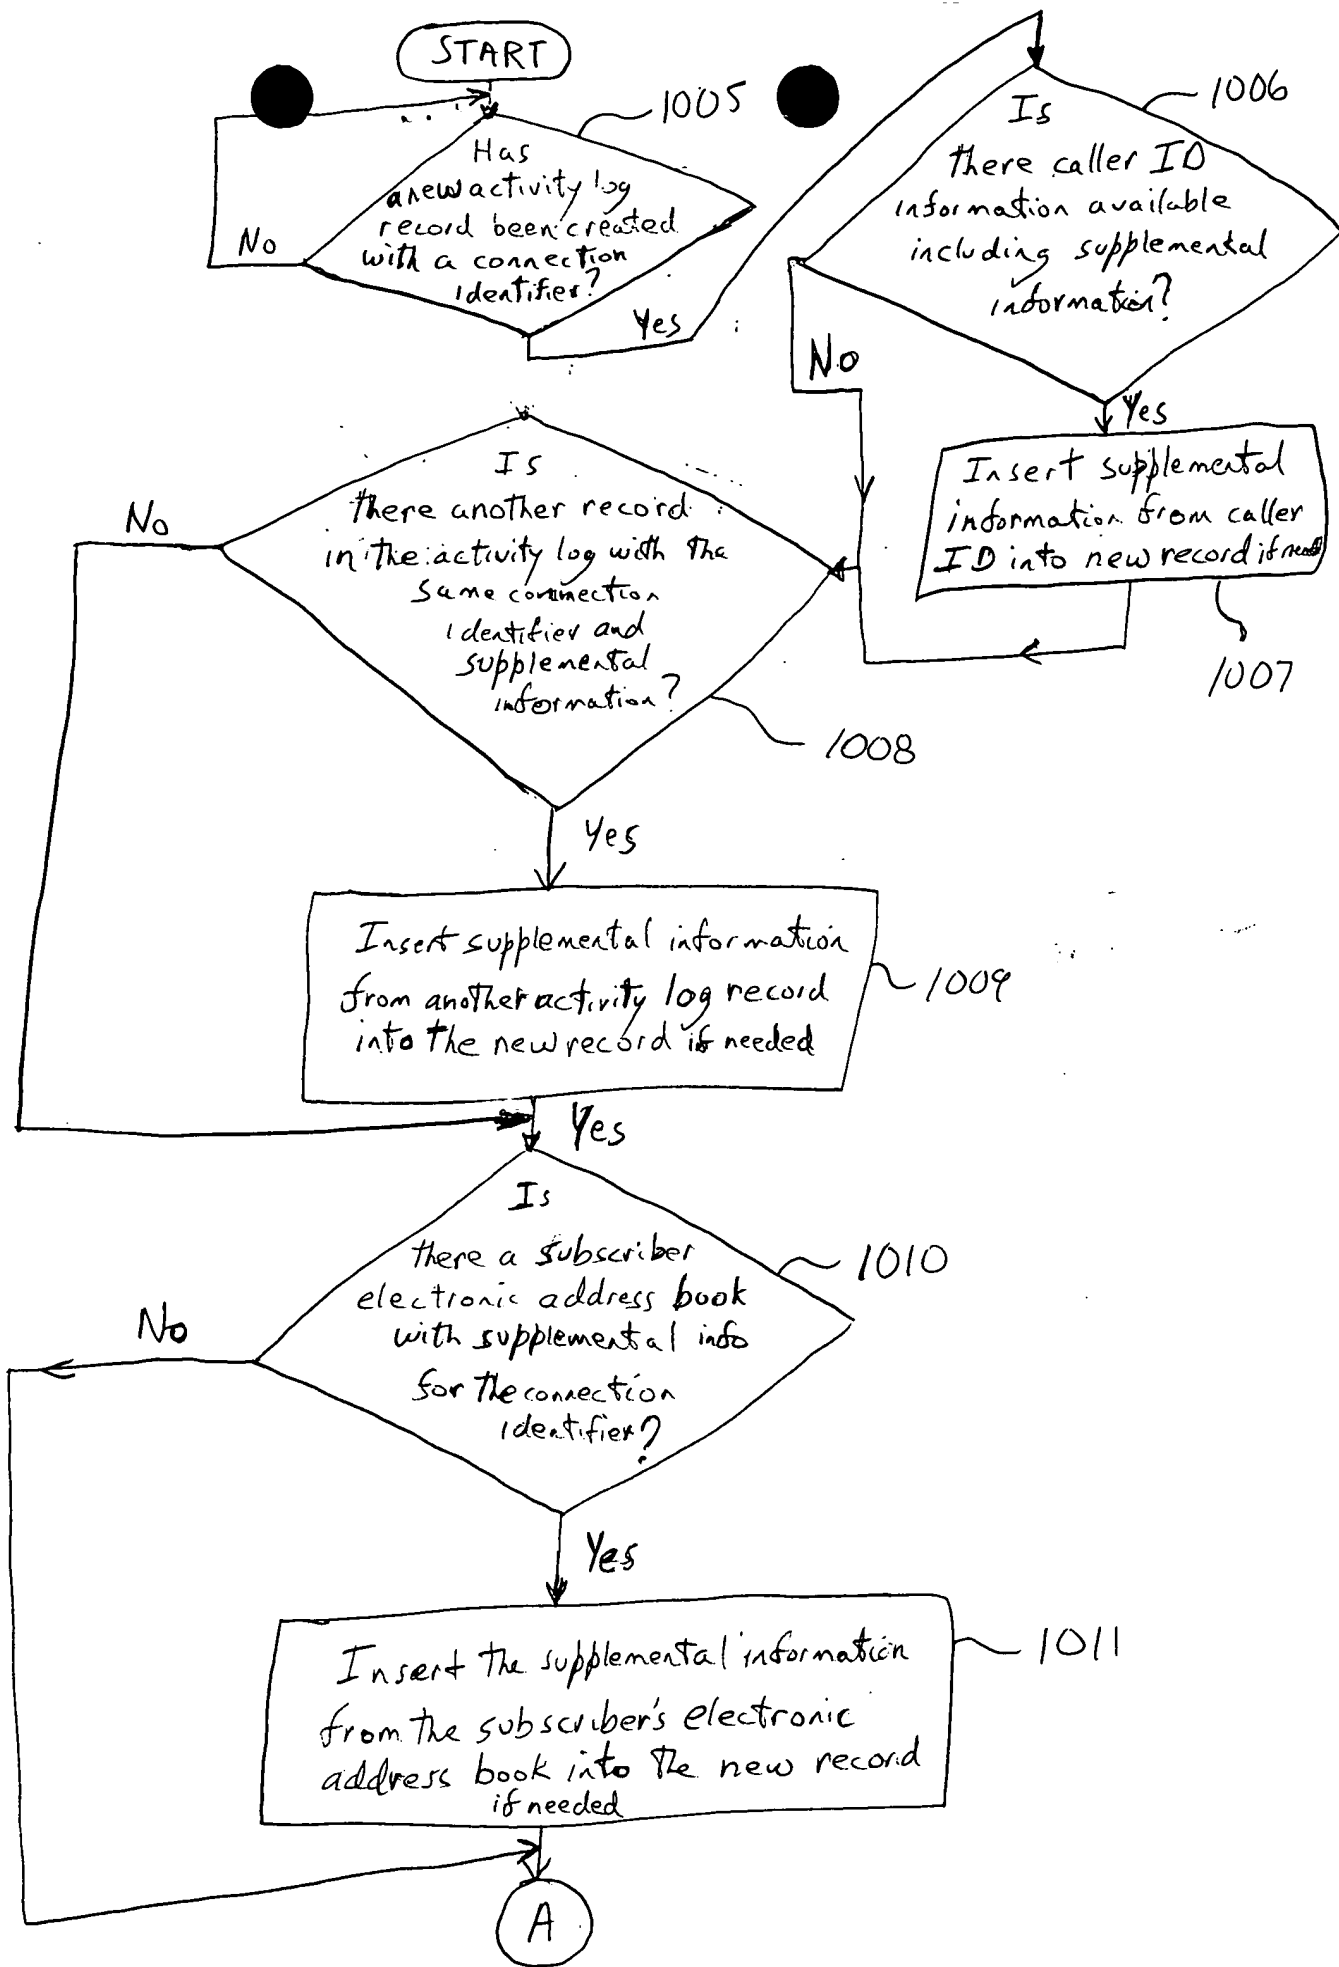 START
1005
Has
a new activity log
record been created
with a connection
identifier?
No
Yes
1006
Is
there caller ID
information available
including supplemental
information?
No
Yes
Insert supplemental
information from caller
ID into new record if
1007
Is
there another record
in the activity log with the
same connection
identifier and
supplemental
information?
No
1008
Yes
Insert supplemental information
from another activity log record
into the new record if needed
1009
Yes
Is
there a subscriber
electronic address book
with supplemental info
for the connection
identifier?
1010
No
Yes
Insert the supplemental information
from the subscriber's electronic
address book into the new record
if needed
1011
A